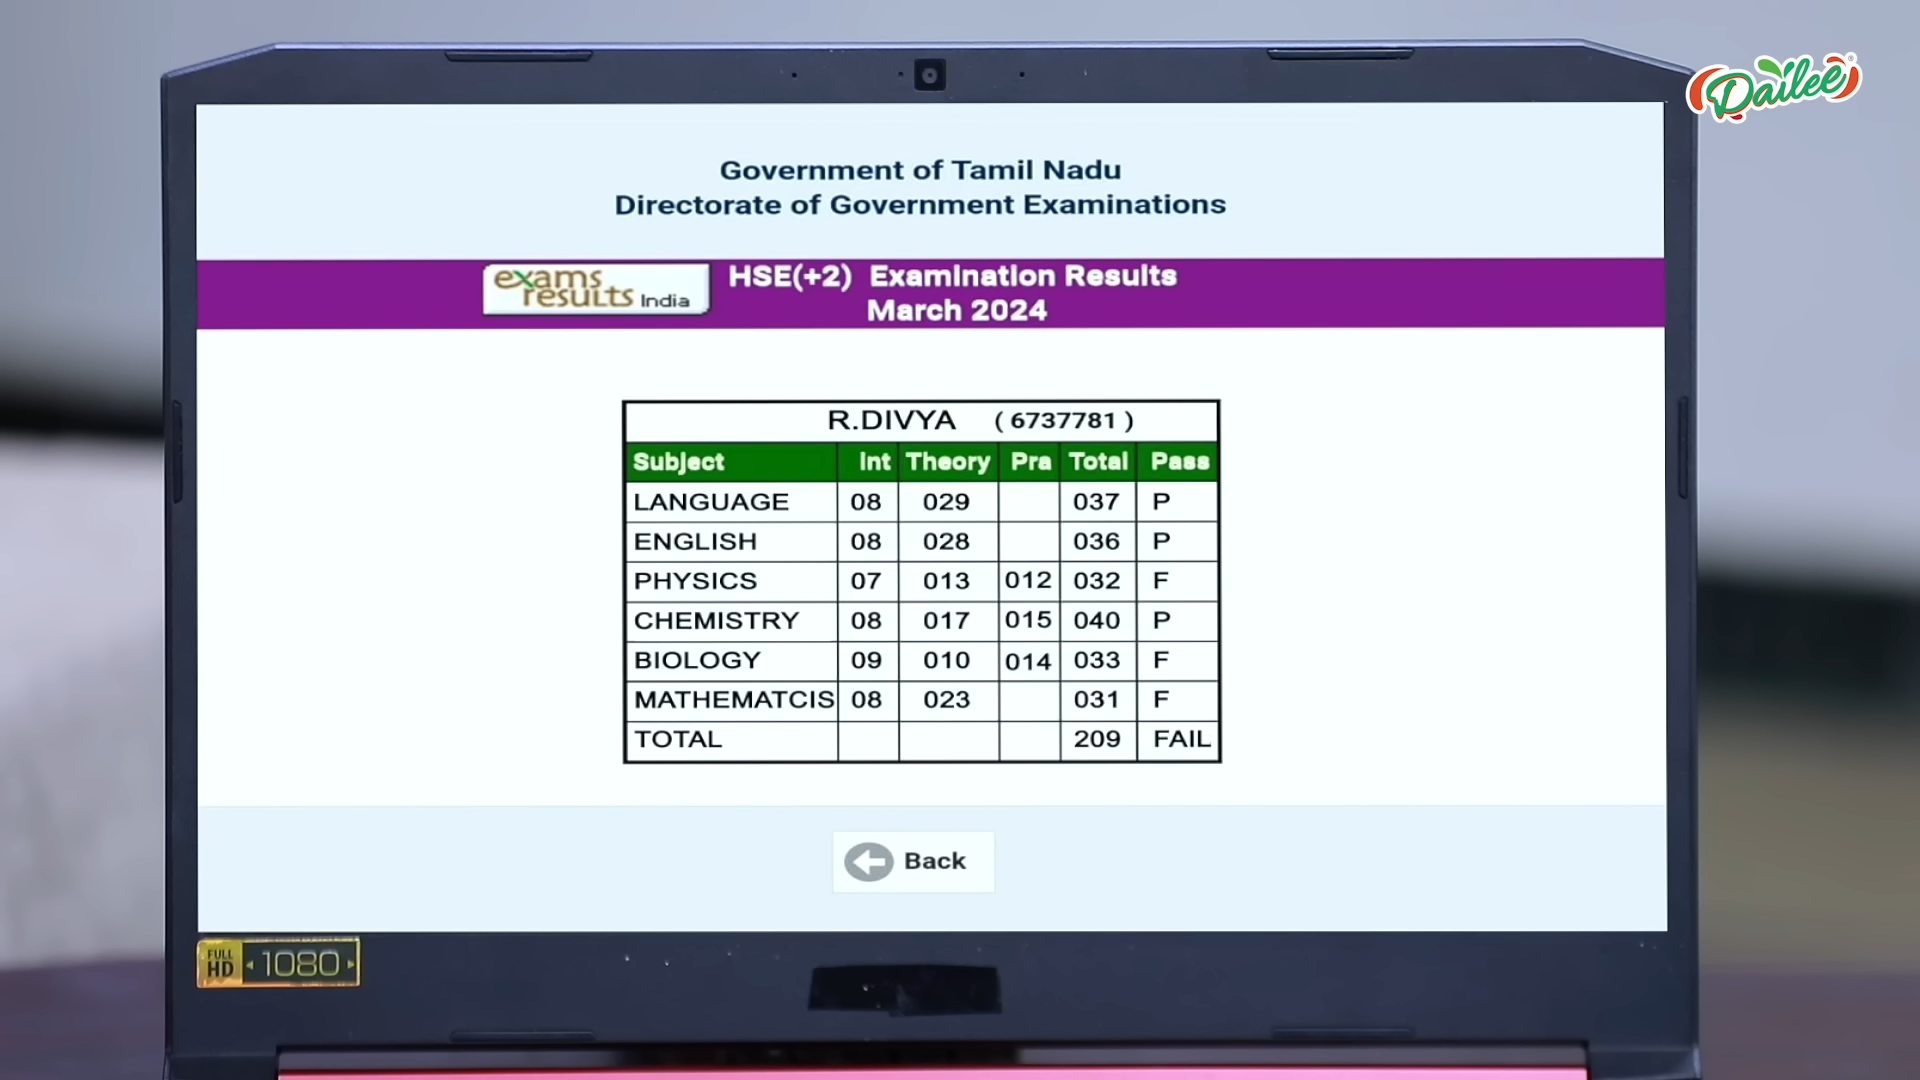 Dailee
Government of Tamil Nadu
Directorate of Government Examinations
exams
results India
HSE(+2) Examination Results
March 2024
R.DIVYA ( 6737781 )
Subject Int Theory Pra Total Pass
LANGUAGE 08 029 037 P
ENGLISH 08 028 036 P
PHYSICS 07 013 012 032 F
CHEMISTRY 08 017 015 040 P
BIOLOGY 09 010 014 033 F
MATHEMATCIS 08 023 031 F
TOTAL 209 FAIL
Back
FULL HD 1080